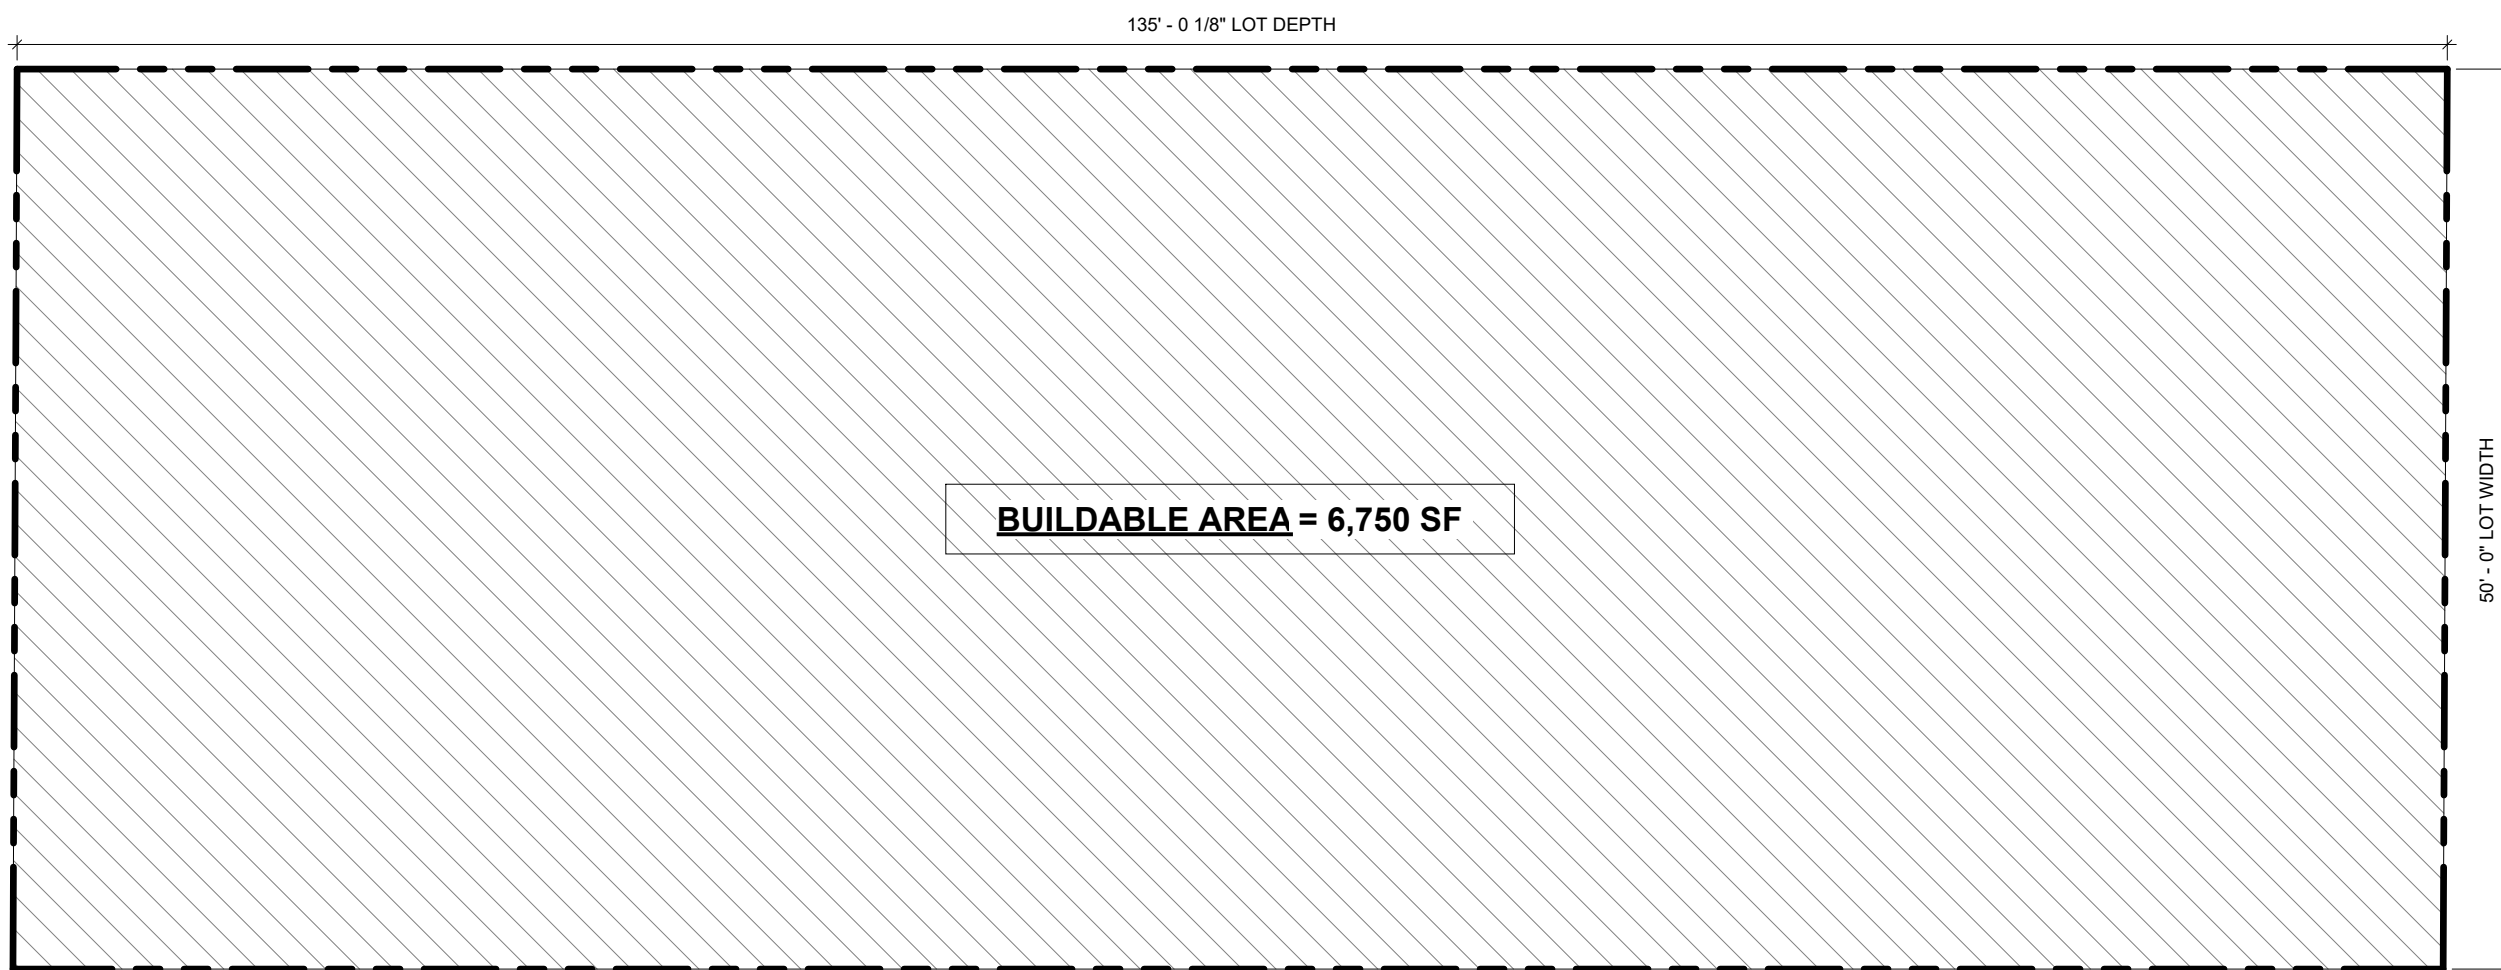 135' - 0 1/8" LOT DEPTH
BUILDABLE AREA = 6,750 SF
50' - 0" LOT WIDTH